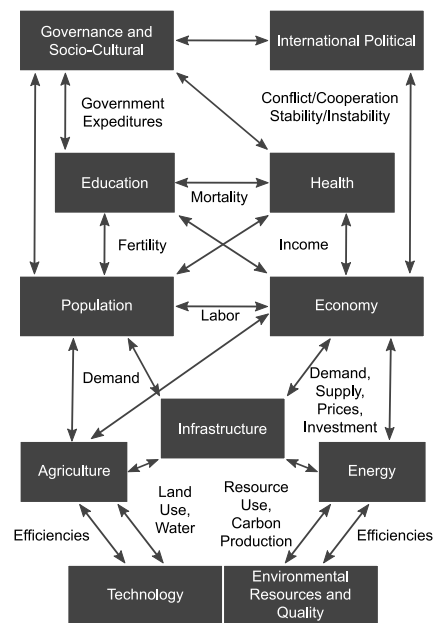 Governance and
Socio-Cultural
International Political
Government
Expeditures
Conflict/Cooperation
Stability/Instability
Education
Mortality
Health
Fertility
Income
Population
Labor
Economy
Demand
Demand,
Supply,
Prices,
Investment
Infrastructure
Agriculture
Energy
Land
Use,
Water
Resource
Use,
Carbon
Production
Efficiencies
Efficiencies
Technology
Environmental
Resources and
Quality